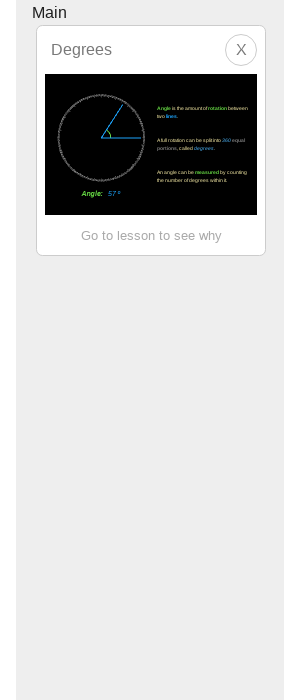 Main
Degrees
X
Angle is the amount of rotation between
two lines.
A full rotation can be split into 360 equal
portions, called degrees.
An angle can be measured by counting
the number of degrees within it.
Angle: 57°
Go to lesson to see why